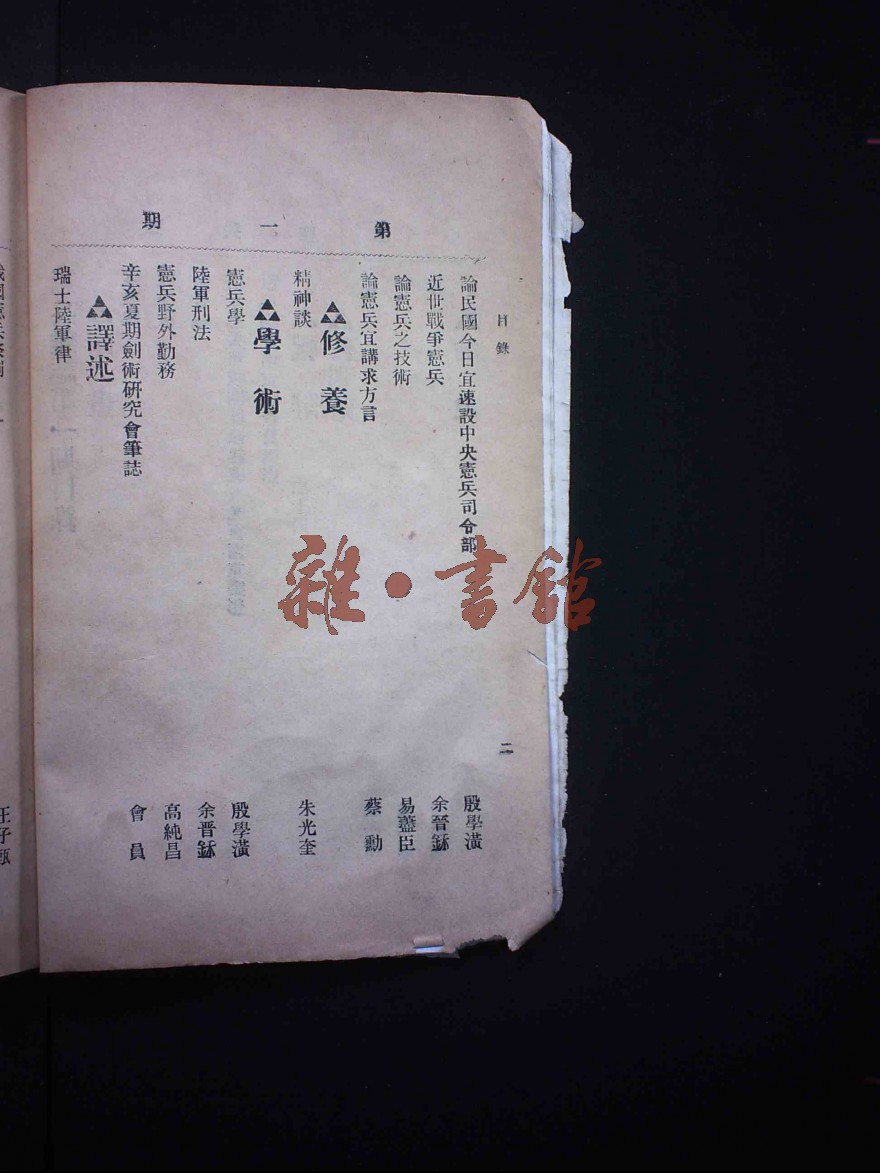 第一期
目錄
二
論民國今日宜速設中央憲兵司令部 殷學潢
近世戰爭憲兵 余晉龢
論憲兵之技術 易藎臣
論憲兵宜講求方言 蔡勳
修養
精神談 朱光奎
學術
憲兵學 殷學潢
陸軍刑法 余晋龢
憲兵野外勤務 高純昌
辛亥夏期劍術研究會筆誌 會員
譯述
瑞士陸軍律
雜·書館